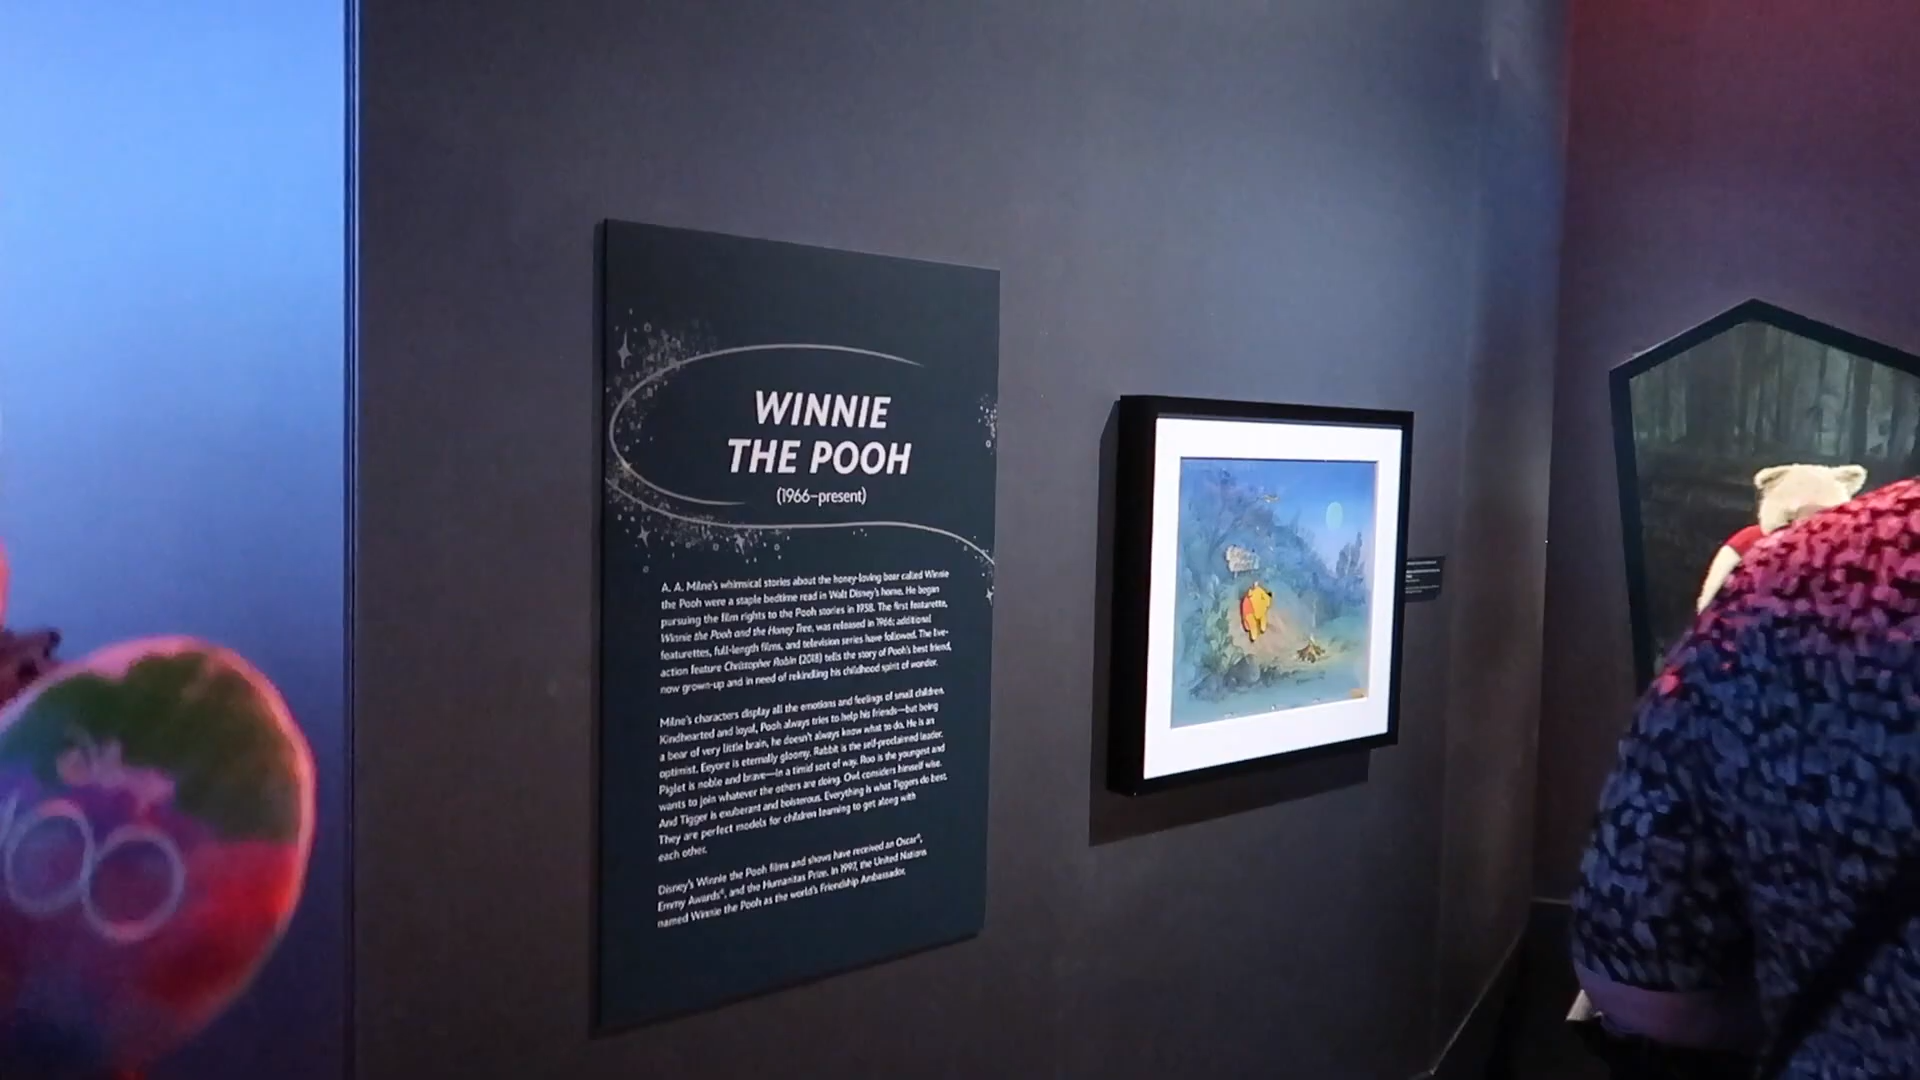 WINNIE
THE POOH
(1966–present)
A. A. Milne's whimsical stories about the honey-loving bear called Winnie
the Pooh were a staple bedtime read in Walt Disney's home. He began
pursuing the film rights to the Pooh stories in 1938. The first featurette,
Winnie the Pooh and the Honey Tree, was released in 1966; additional
featurettes, full-length films, and television series have followed. The live-
action feature Christopher Robin (2018) tells the story of Pooh's best friend,
now grown-up and in need of rekindling his childhood spirit of wonder.
Milne's characters display all the emotions and feelings of small children.
Kindhearted and loyal, Pooh always tries to help his friends—but being
a bear of very little brain, he doesn't always know what to do. He is an
optimist. Eeyore is eternally gloomy. Rabbit is the self-proclaimed leader.
Piglet is noble and brave—in a timid sort of way. Roo is the youngest and
wants to join whatever the others are doing. Owl considers himself wise.
And Tigger is exuberant and boisterous. Everything is what Tiggers do best.
They are perfect models for children learning to get along with
each other.
Disney's Winnie the Pooh films and shows have received an Oscar®,
Emmy Awards®, and the Humanitas Prize. In 1997, the United Nations
named Winnie the Pooh as the world's Friendship Ambassador.
100